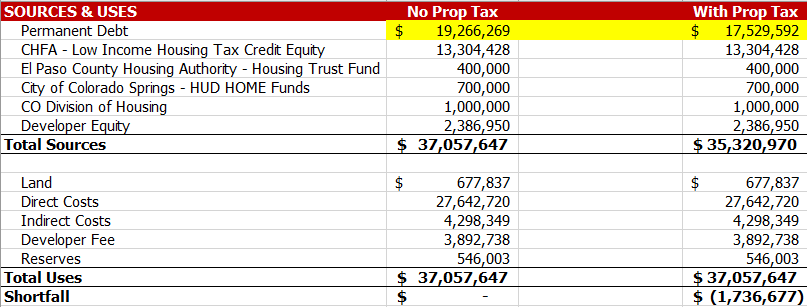 SOURCES & USES No Prop Tax With Prop Tax
Permanent Debt $ 19,266,269 $ 17,529,592
CHFA - Low Income Housing Tax Credit Equity 13,304,428 13,304,428
El Paso County Housing Authority - Housing Trust Fund 400,000 400,000
City of Colorado Springs - HUD HOME Funds 700,000 700,000
CO Division of Housing 1,000,000 1,000,000
Developer Equity 2,386,950 2,386,950
Total Sources $ 37,057,647 $ 35,320,970
Land $ 677,837 $ 677,837
Direct Costs 27,642,720 27,642,720
Indirect Costs 4,298,349 4,298,349
Developer Fee 3,892,738 3,892,738
Reserves 546,003 546,003
Total Uses $ 37,057,647 $ 37,057,647
Shortfall $ - $ (1,736,677)